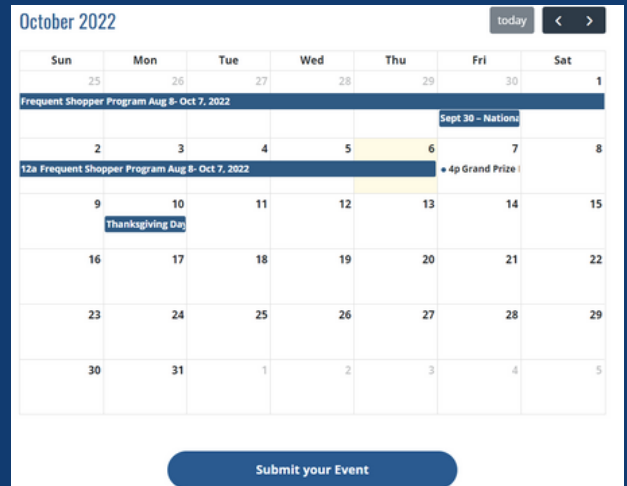 October 2022
today
Sun Mon Tue Wed Thu Fri Sat
25 26 27 28 29 30 1
Frequent Shopper Program Aug 8- Oct 7, 2022
Sept 30 – Nationa
2 3 4 5 6 7 8
12a Frequent Shopper Program Aug 8- Oct 7, 2022
4p Grand Prize
9 10 11 12 13 14 15
Thanksgiving Day
16 17 18 19 20 21 22
23 24 25 26 27 28 29
30 31 1 2 3 4 5
Submit your Event